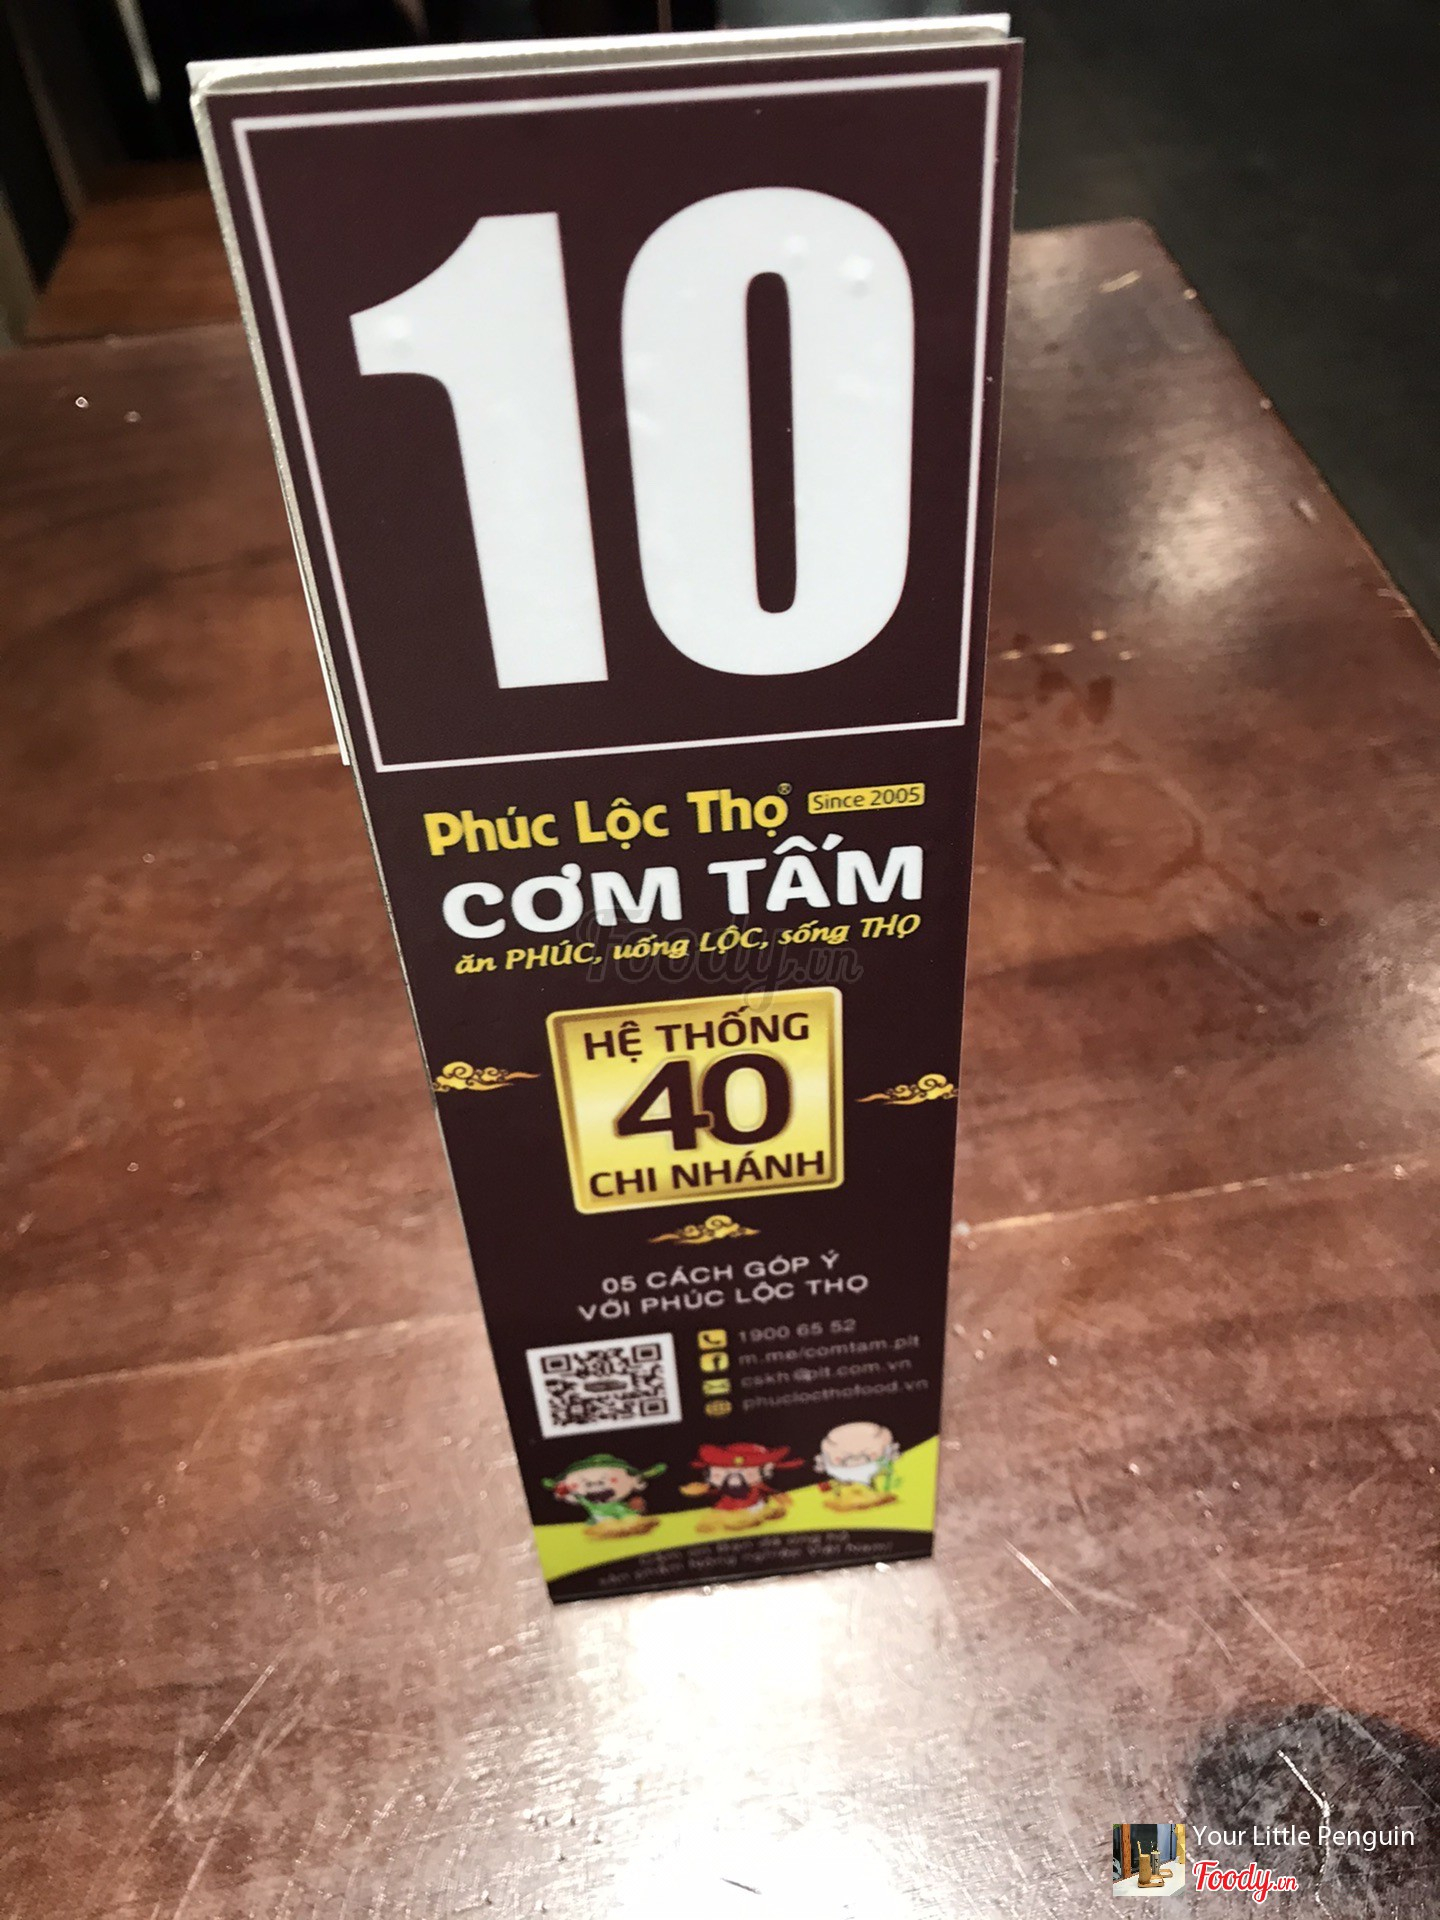 10
Phúc Lộc Thọ® Since 2005
CƠM TẤM
ăn PHÚC, uống LỘC, sống THỌ
Foody.vn
HỆ THỐNG
40
CHI NHÁNH
05 CÁCH GÓP Ý
VỚI PHÚC LỘC THỌ
1900 65 52
m.me/comtam.plt
cskh@plt.com.vn
phuclocthofood.vn
Your Little Penguin
Foody.vn